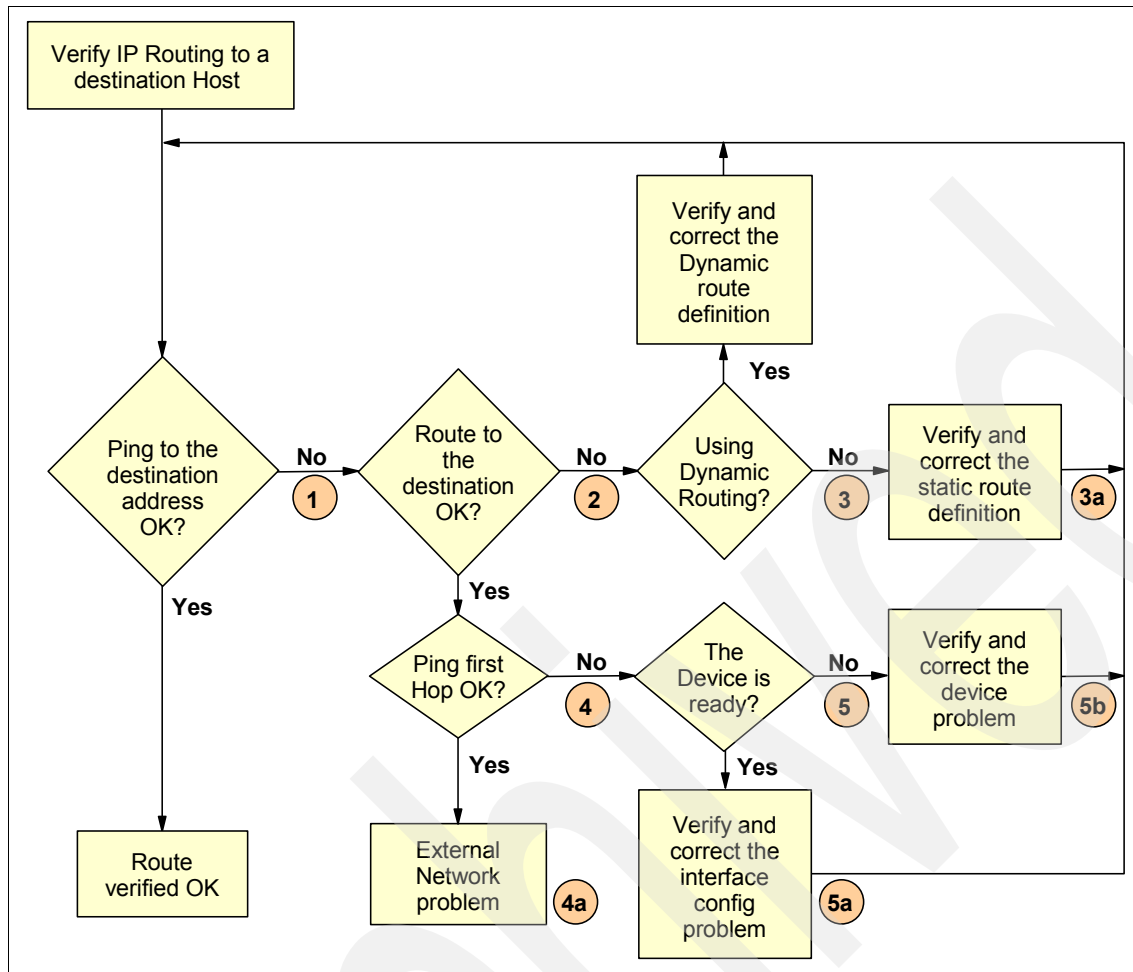 Verify IP Routing to a
destination Host
Verify and
correct the
Dynamic
route
definition
Yes
Ping to the
destination
address
OK?
No
1
Route to
the
destination
OK?
No
2
Using
Dynamic
Routing?
No
3
Verify and
correct the
static route
definition
3a
Yes
Yes
Ping first
Hop OK?
No
4
The
Device is
ready?
No
5
Verify and
correct the
device
problem
5b
Yes
Yes
Route
verified OK
External
Network
problem
4a
Verify and
correct the
interface
config
problem
5a